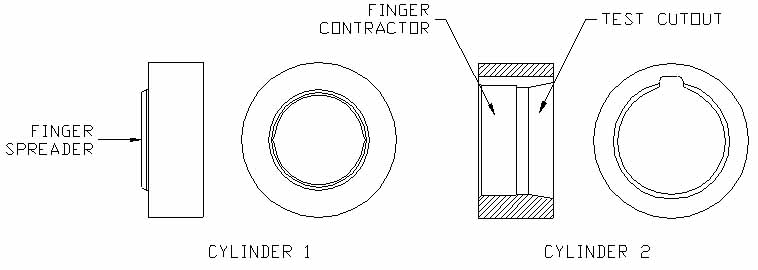 FINGER
CONTRACTOR
TEST CUTOUT
FINGER
SPREADER
CYLINDER 1
CYLINDER 2